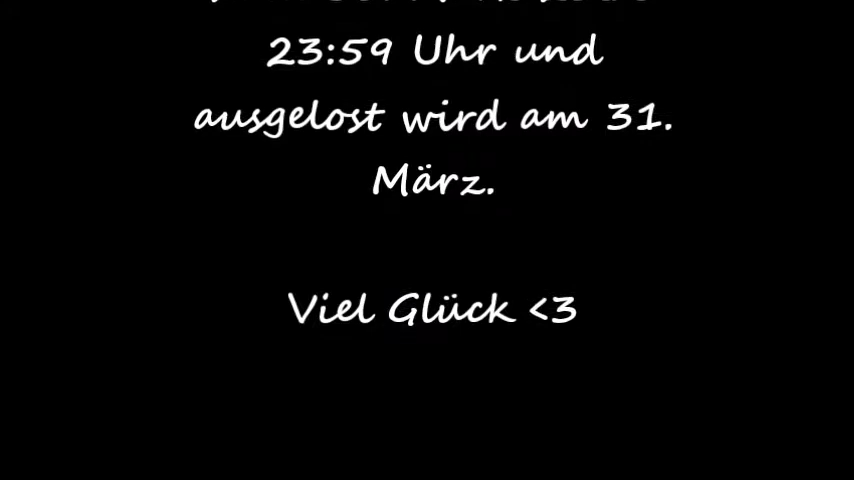 23:59 Uhr und
ausgelost wird am 31.
März.
Viel Glück <3